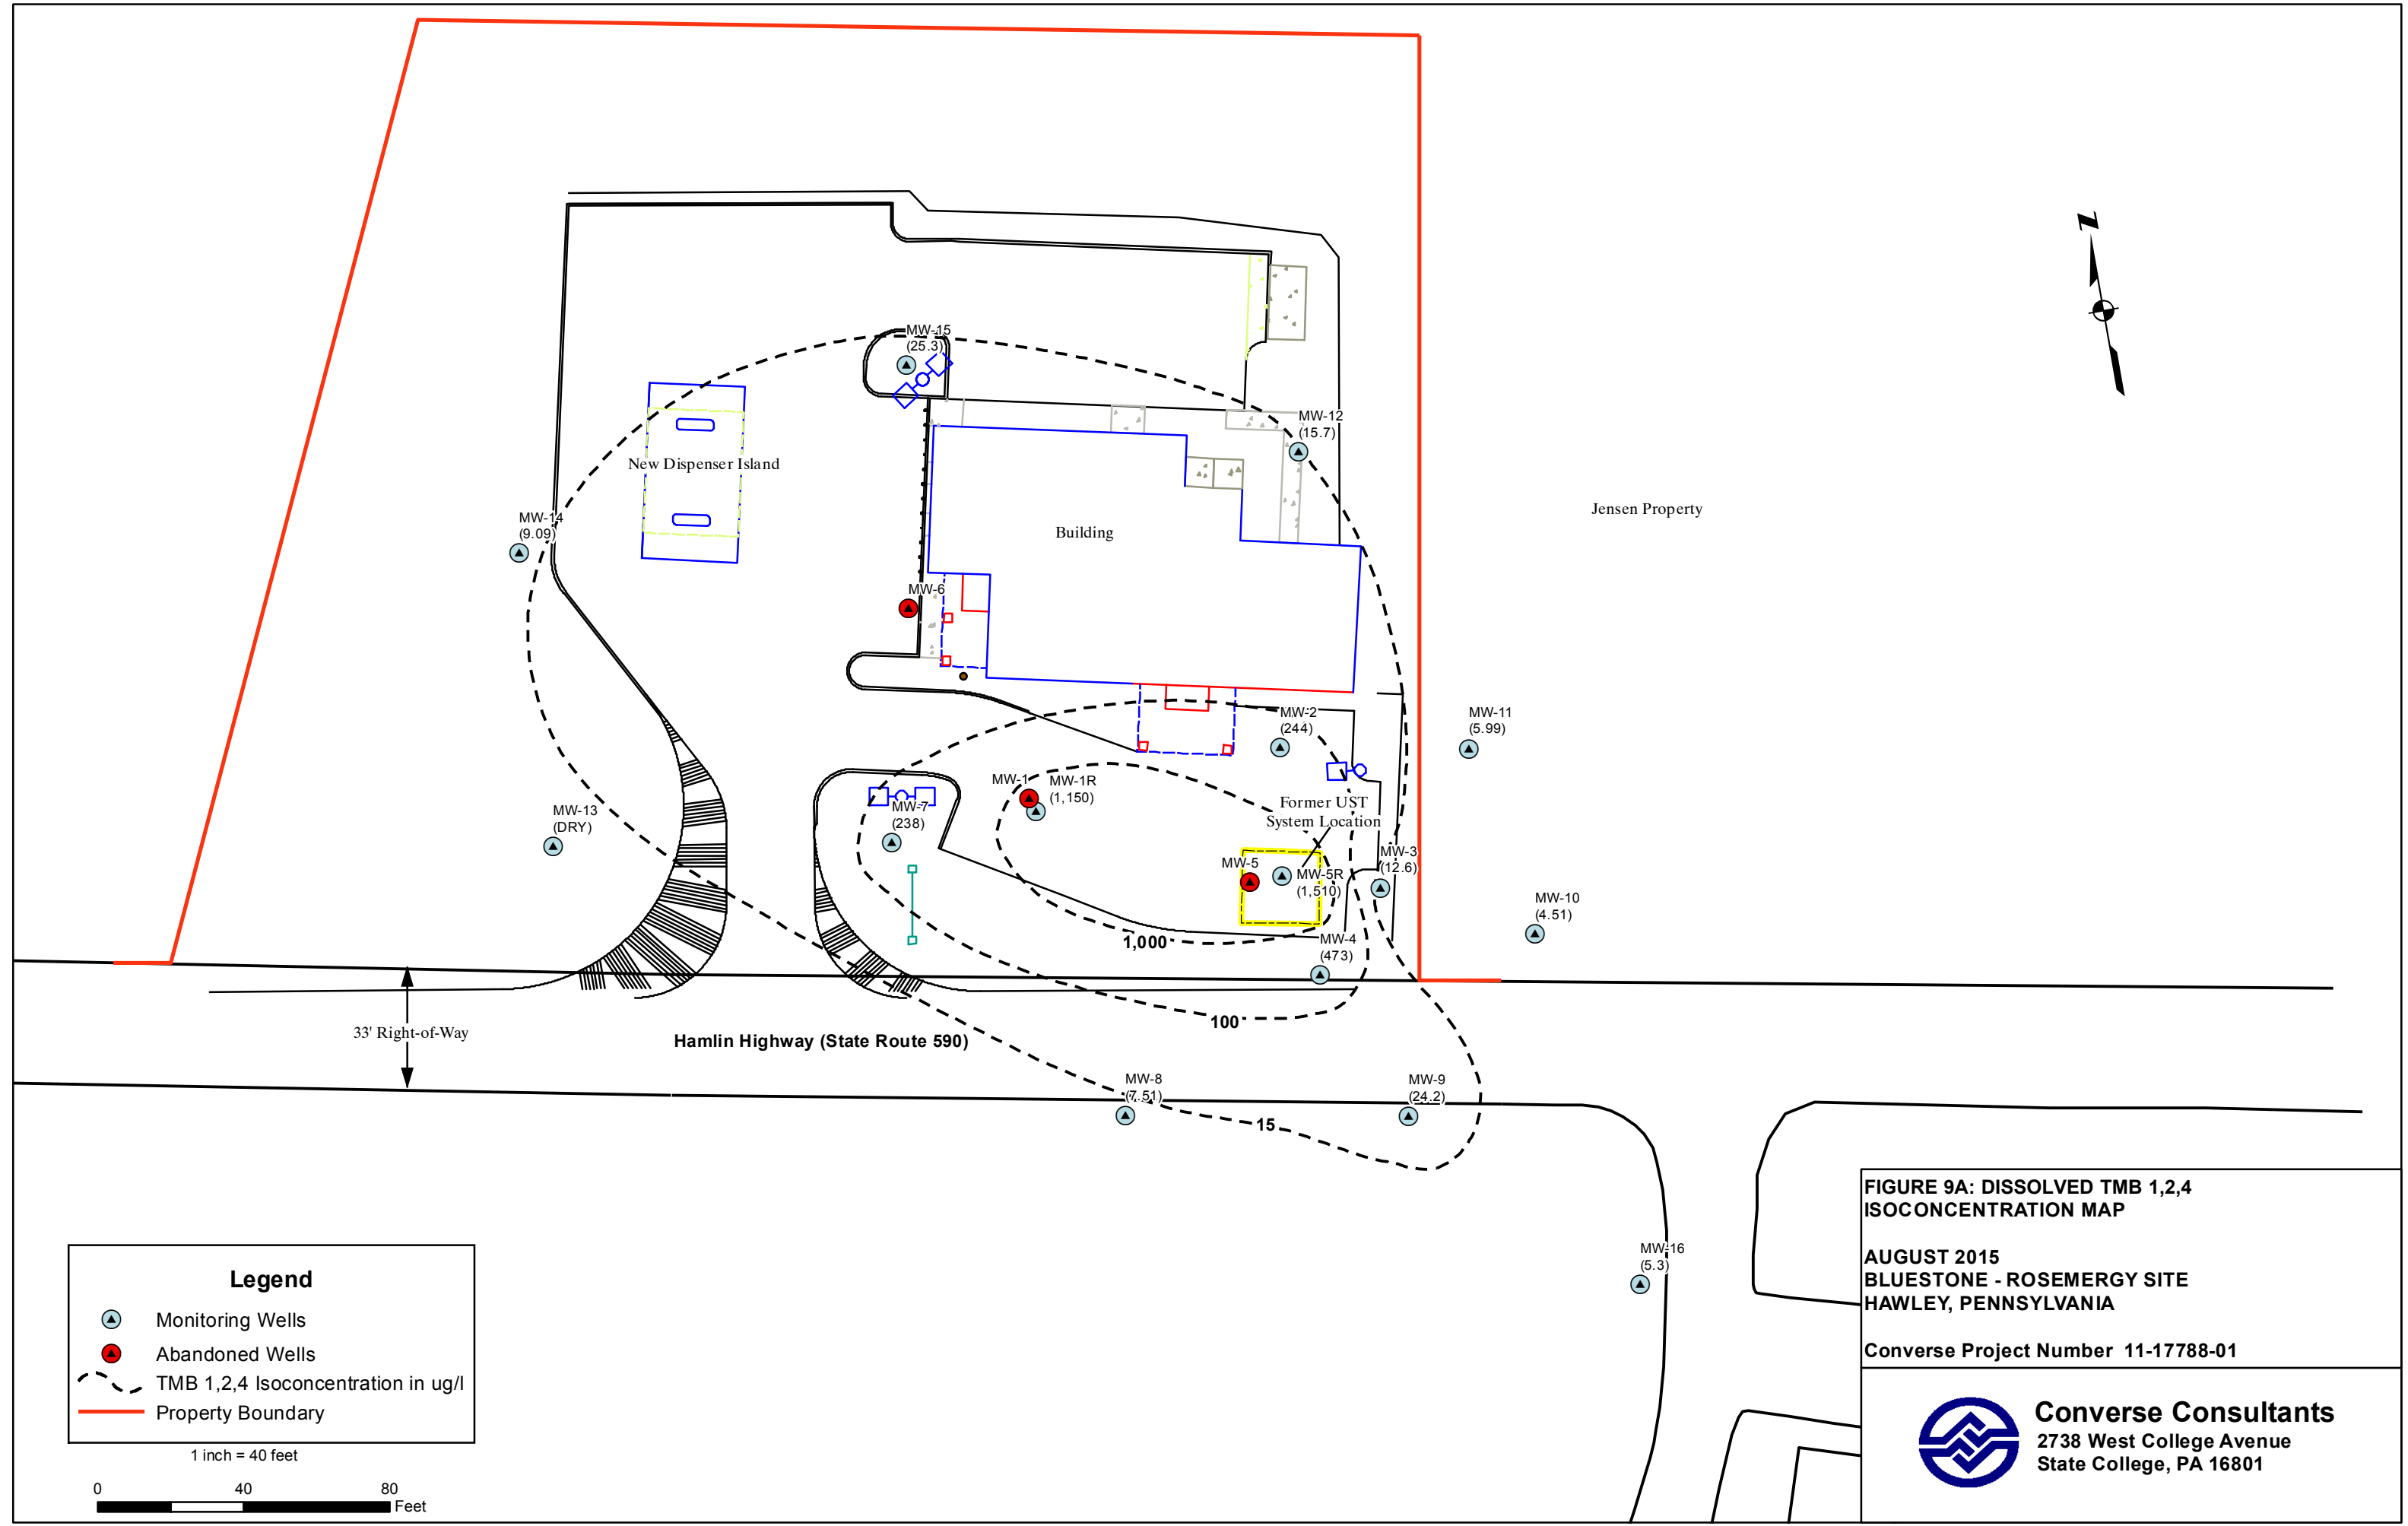 N
MW-15
(25.3)
MW-12
(15.7)
New Dispenser Island
Jensen Property
MW-14
(9.09)
Building
MW-6
MW-2
(244)
MW-11
(5.99)
MW-1
MW-1R
(1,150)
Former UST
System Location
MW-7
(238)
MW-13
(DRY)
MW-3
(12.6)
MW-5
MW-5R
(1,510)
MW-10
(4.51)
1,000
MW-4
(473)
100
33' Right-of-Way
Hamlin Highway (State Route 590)
MW-8
(7.51)
MW-9
(24.2)
15
MW-16
(5.3)
FIGURE 9A: DISSOLVED TMB 1,2,4
ISOCONCENTRATION MAP
AUGUST 2015
BLUESTONE - ROSEMERGY SITE
HAWLEY, PENNSYLVANIA
Converse Project Number 11-17788-01
Converse Consultants
2738 West College Avenue
State College, PA 16801
Legend
Monitoring Wells
Abandoned Wells
TMB 1,2,4 Isoconcentration in ug/l
Property Boundary
1 inch = 40 feet
0 40 80
Feet